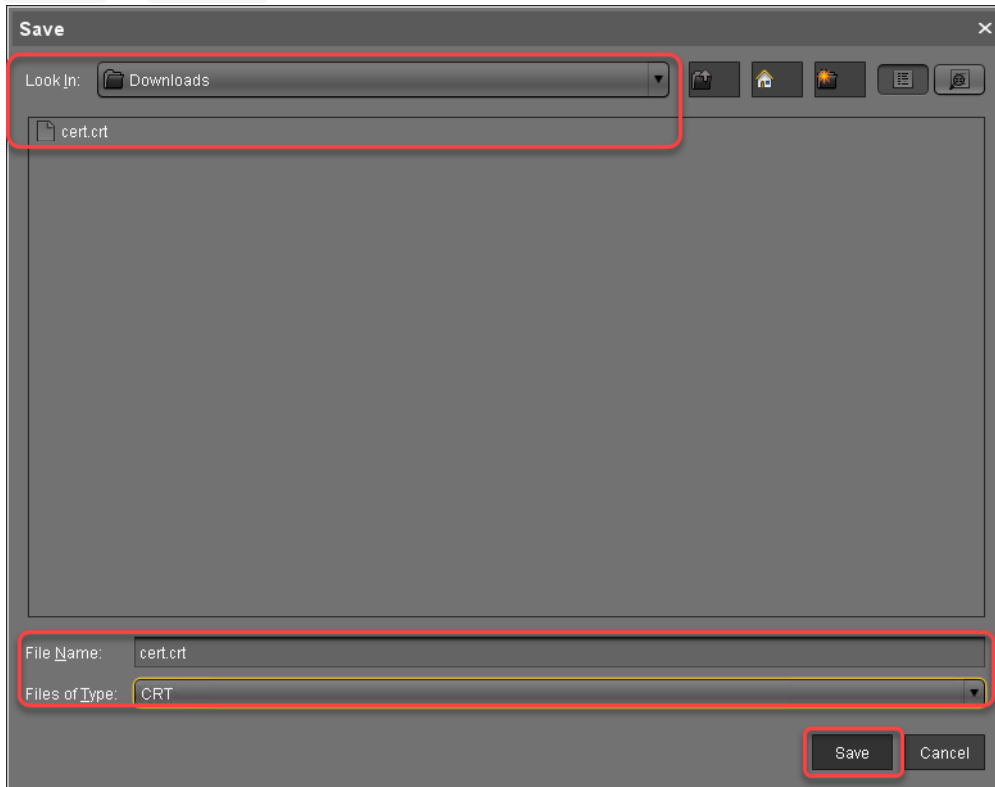 Save
Look In: Downloads
cert.crt
File Name: cert.crt
Files of Type: CRT
Save Cancel